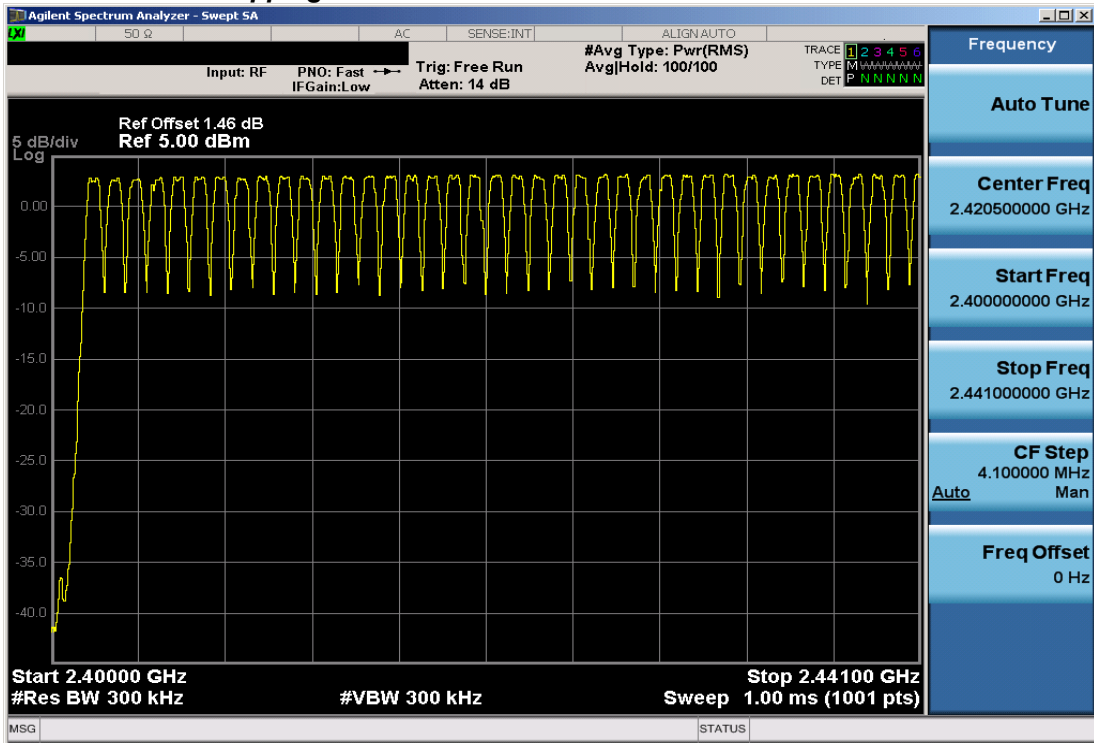 Agilent Spectrum Analyzer - Swept SA
LXI 50 Ω AC SENSE:INT ALIGN AUTO
Input: RF PNO: Fast Trig: Free Run #Avg Type: Pwr(RMS) TRACE 1 2 3 4 5 6
IFGain:Low Atten: 14 dB Avg|Hold: 100/100 TYPE M
DET P N N N N N
Ref Offset 1.46 dB
5 dB/div Ref 5.00 dBm
Log
0.00
-5.00
-10.0
-15.0
-20.0
-25.0
-30.0
-35.0
-40.0
Start 2.40000 GHz Stop 2.44100 GHz
#Res BW 300 kHz #VBW 300 kHz Sweep 1.00 ms (1001 pts)
MSG STATUS
Frequency
Auto Tune
Center Freq
2.420500000 GHz
Start Freq
2.400000000 GHz
Stop Freq
2.441000000 GHz
CF Step
4.100000 MHz
Auto Man
Freq Offset
0 Hz